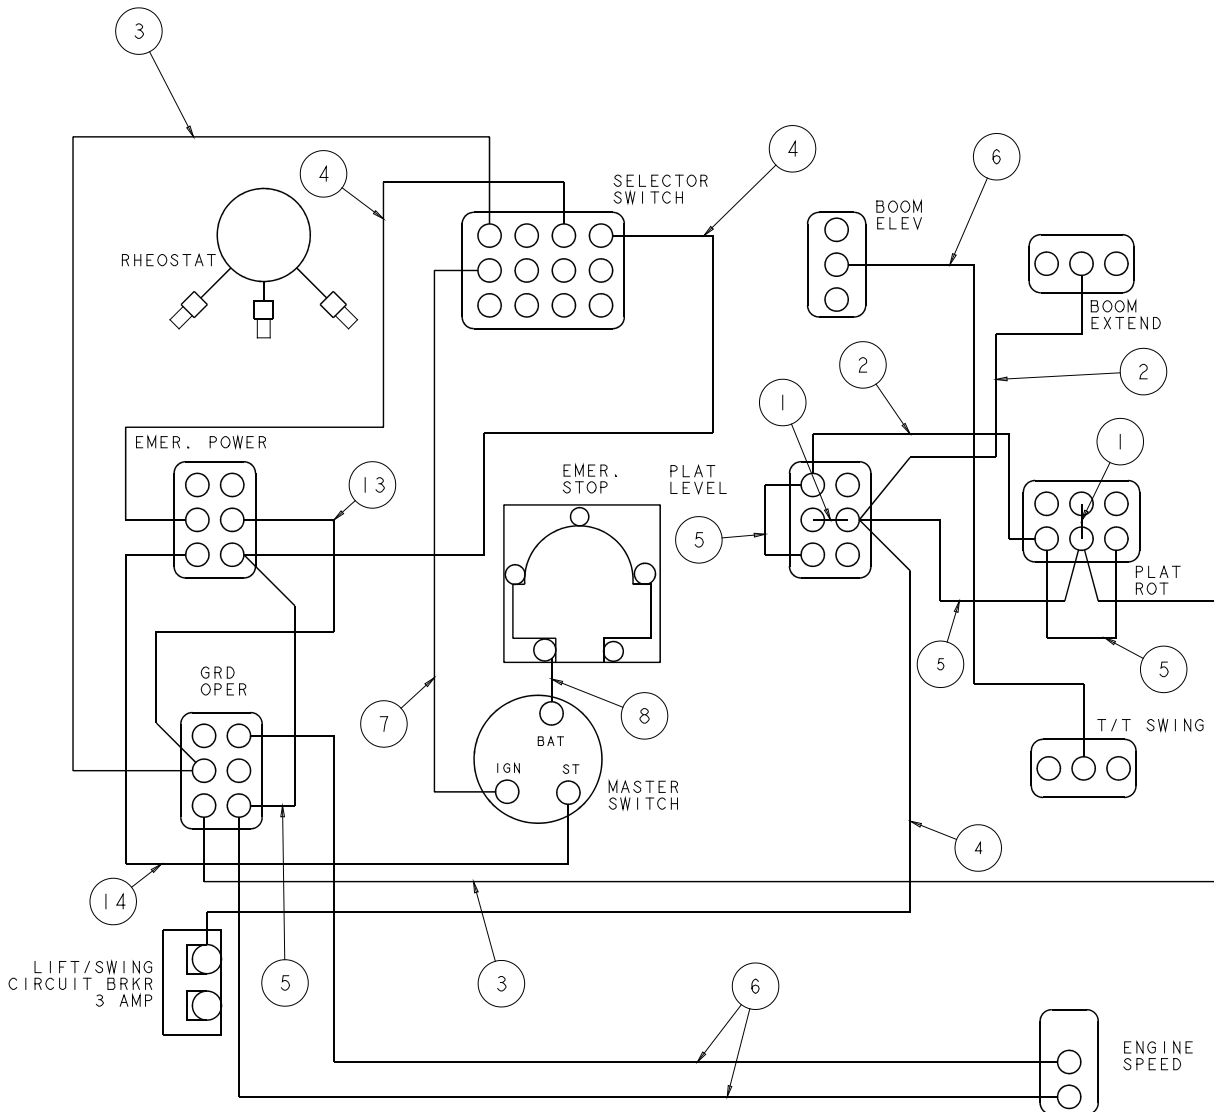 3
4
4
6
SELECTOR
SWITCH
BOOM
ELEV
RHEOSTAT
BOOM
EXTEND
2
2
1
1
EMER. POWER
13
EMER.
STOP
PLAT
LEVEL
5
PLAT
ROT
5
5
GRD
OPER
7
8
BAT
IGN
ST
MASTER
SWITCH
T/T SWING
4
14
LIFT/SWING
CIRCUIT BRKR
3 AMP
5
3
6
ENGINE
SPEED